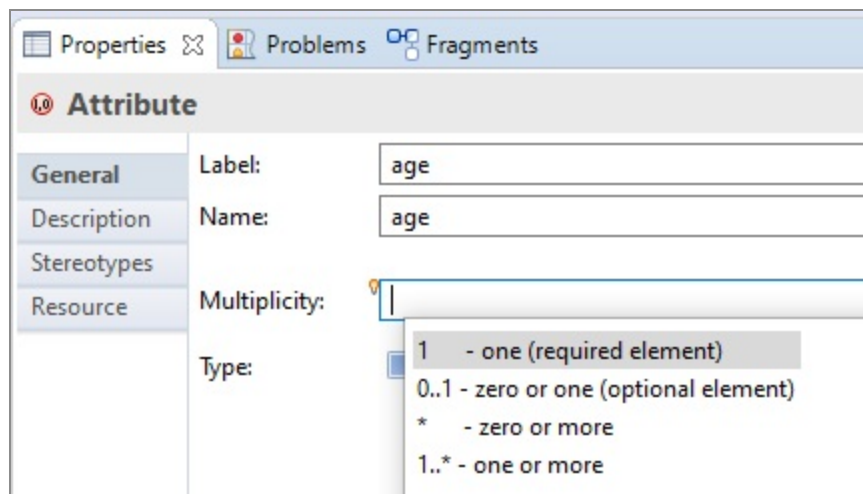 Properties Problems Fragments
Attribute
General
Description
Stereotypes
Resource
Label: age
Name: age
Multiplicity:
1 - one (required element)
0..1 - zero or one (optional element)
* - zero or more
1..* - one or more
Type: